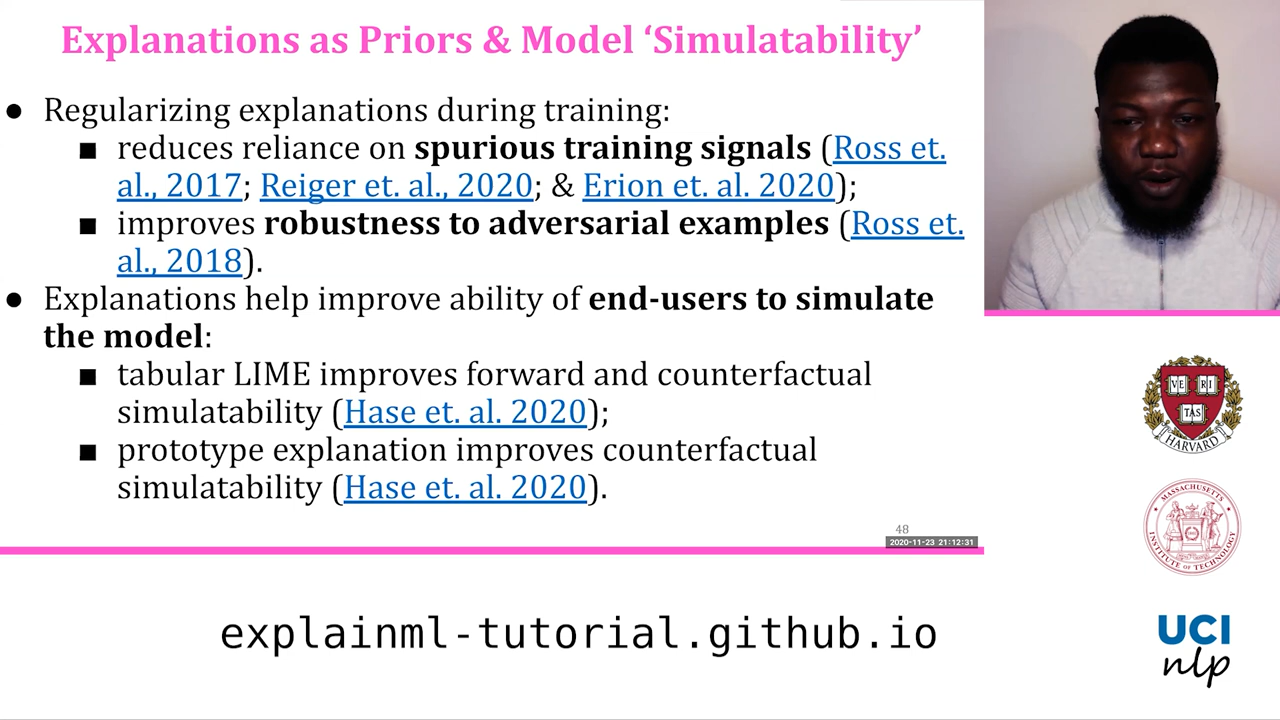 Explanations as Priors & Model ‘Simulatability’
● Regularizing explanations during training:
■ reduces reliance on spurious training signals (Ross et.
al., 2017; Reiger et. al., 2020; & Erion et. al. 2020);
■ improves robustness to adversarial examples (Ross et.
al., 2018).
● Explanations help improve ability of end-users to simulate
the model:
■ tabular LIME improves forward and counterfactual
simulatability (Hase et. al. 2020);
■ prototype explanation improves counterfactual
simulatability (Hase et. al. 2020).
48
2020-11-23 21:12:31
VE RI
TAS
HARVARD
MASSACHUSETTS
INSTITUTE OF TECHNOLOGY
UCI
nlp
explainml-tutorial.github.io